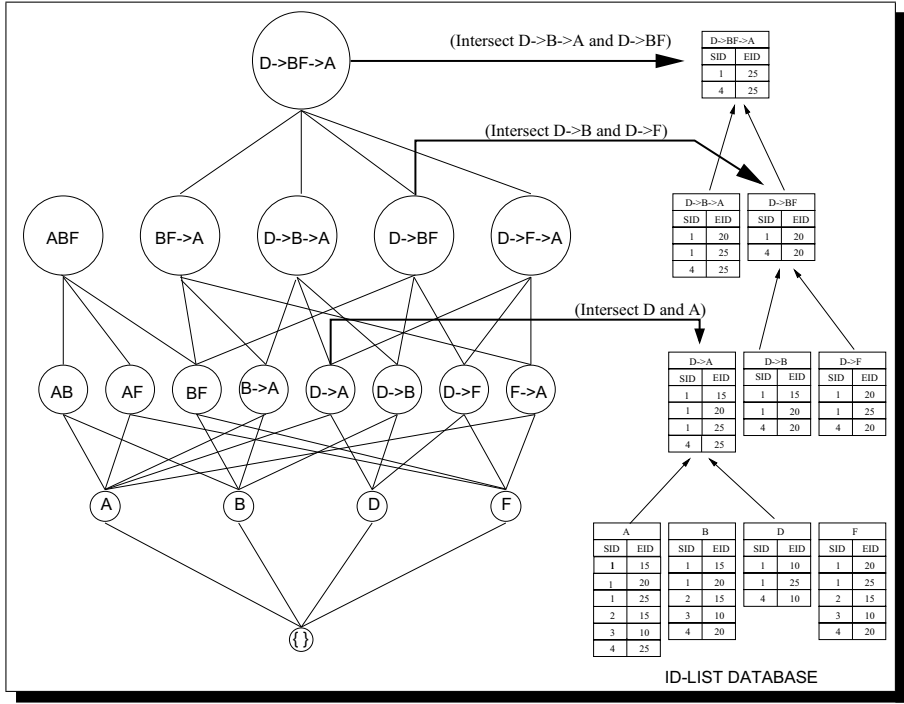 (Intersect D->B->A and D->BF)
D->BF->A
D->BF->A
SID EID
1 25
4 25
(Intersect D->B and D->F)
ABF
BF->A
D->B->A
D->BF
D->F->A
D->B->A
SID EID
1 20
1 25
4 25
D->BF
SID EID
1 20
4 20
(Intersect D and A)
AB
AF
BF
B->A
D->A
D->B
D->F
F->A
D->A
SID EID
1 15
1 20
1 25
4 25
D->B
SID EID
1 15
1 20
4 20
D->F
SID EID
1 20
1 25
4 20
A
B
D
F
A
SID EID
1 15
1 20
1 25
2 15
3 10
4 25
B
SID EID
1 15
1 20
2 15
3 10
4 20
D
SID EID
1 10
1 25
4 10
F
SID EID
1 20
1 25
2 15
3 10
4 20
{ }
ID-LIST DATABASE